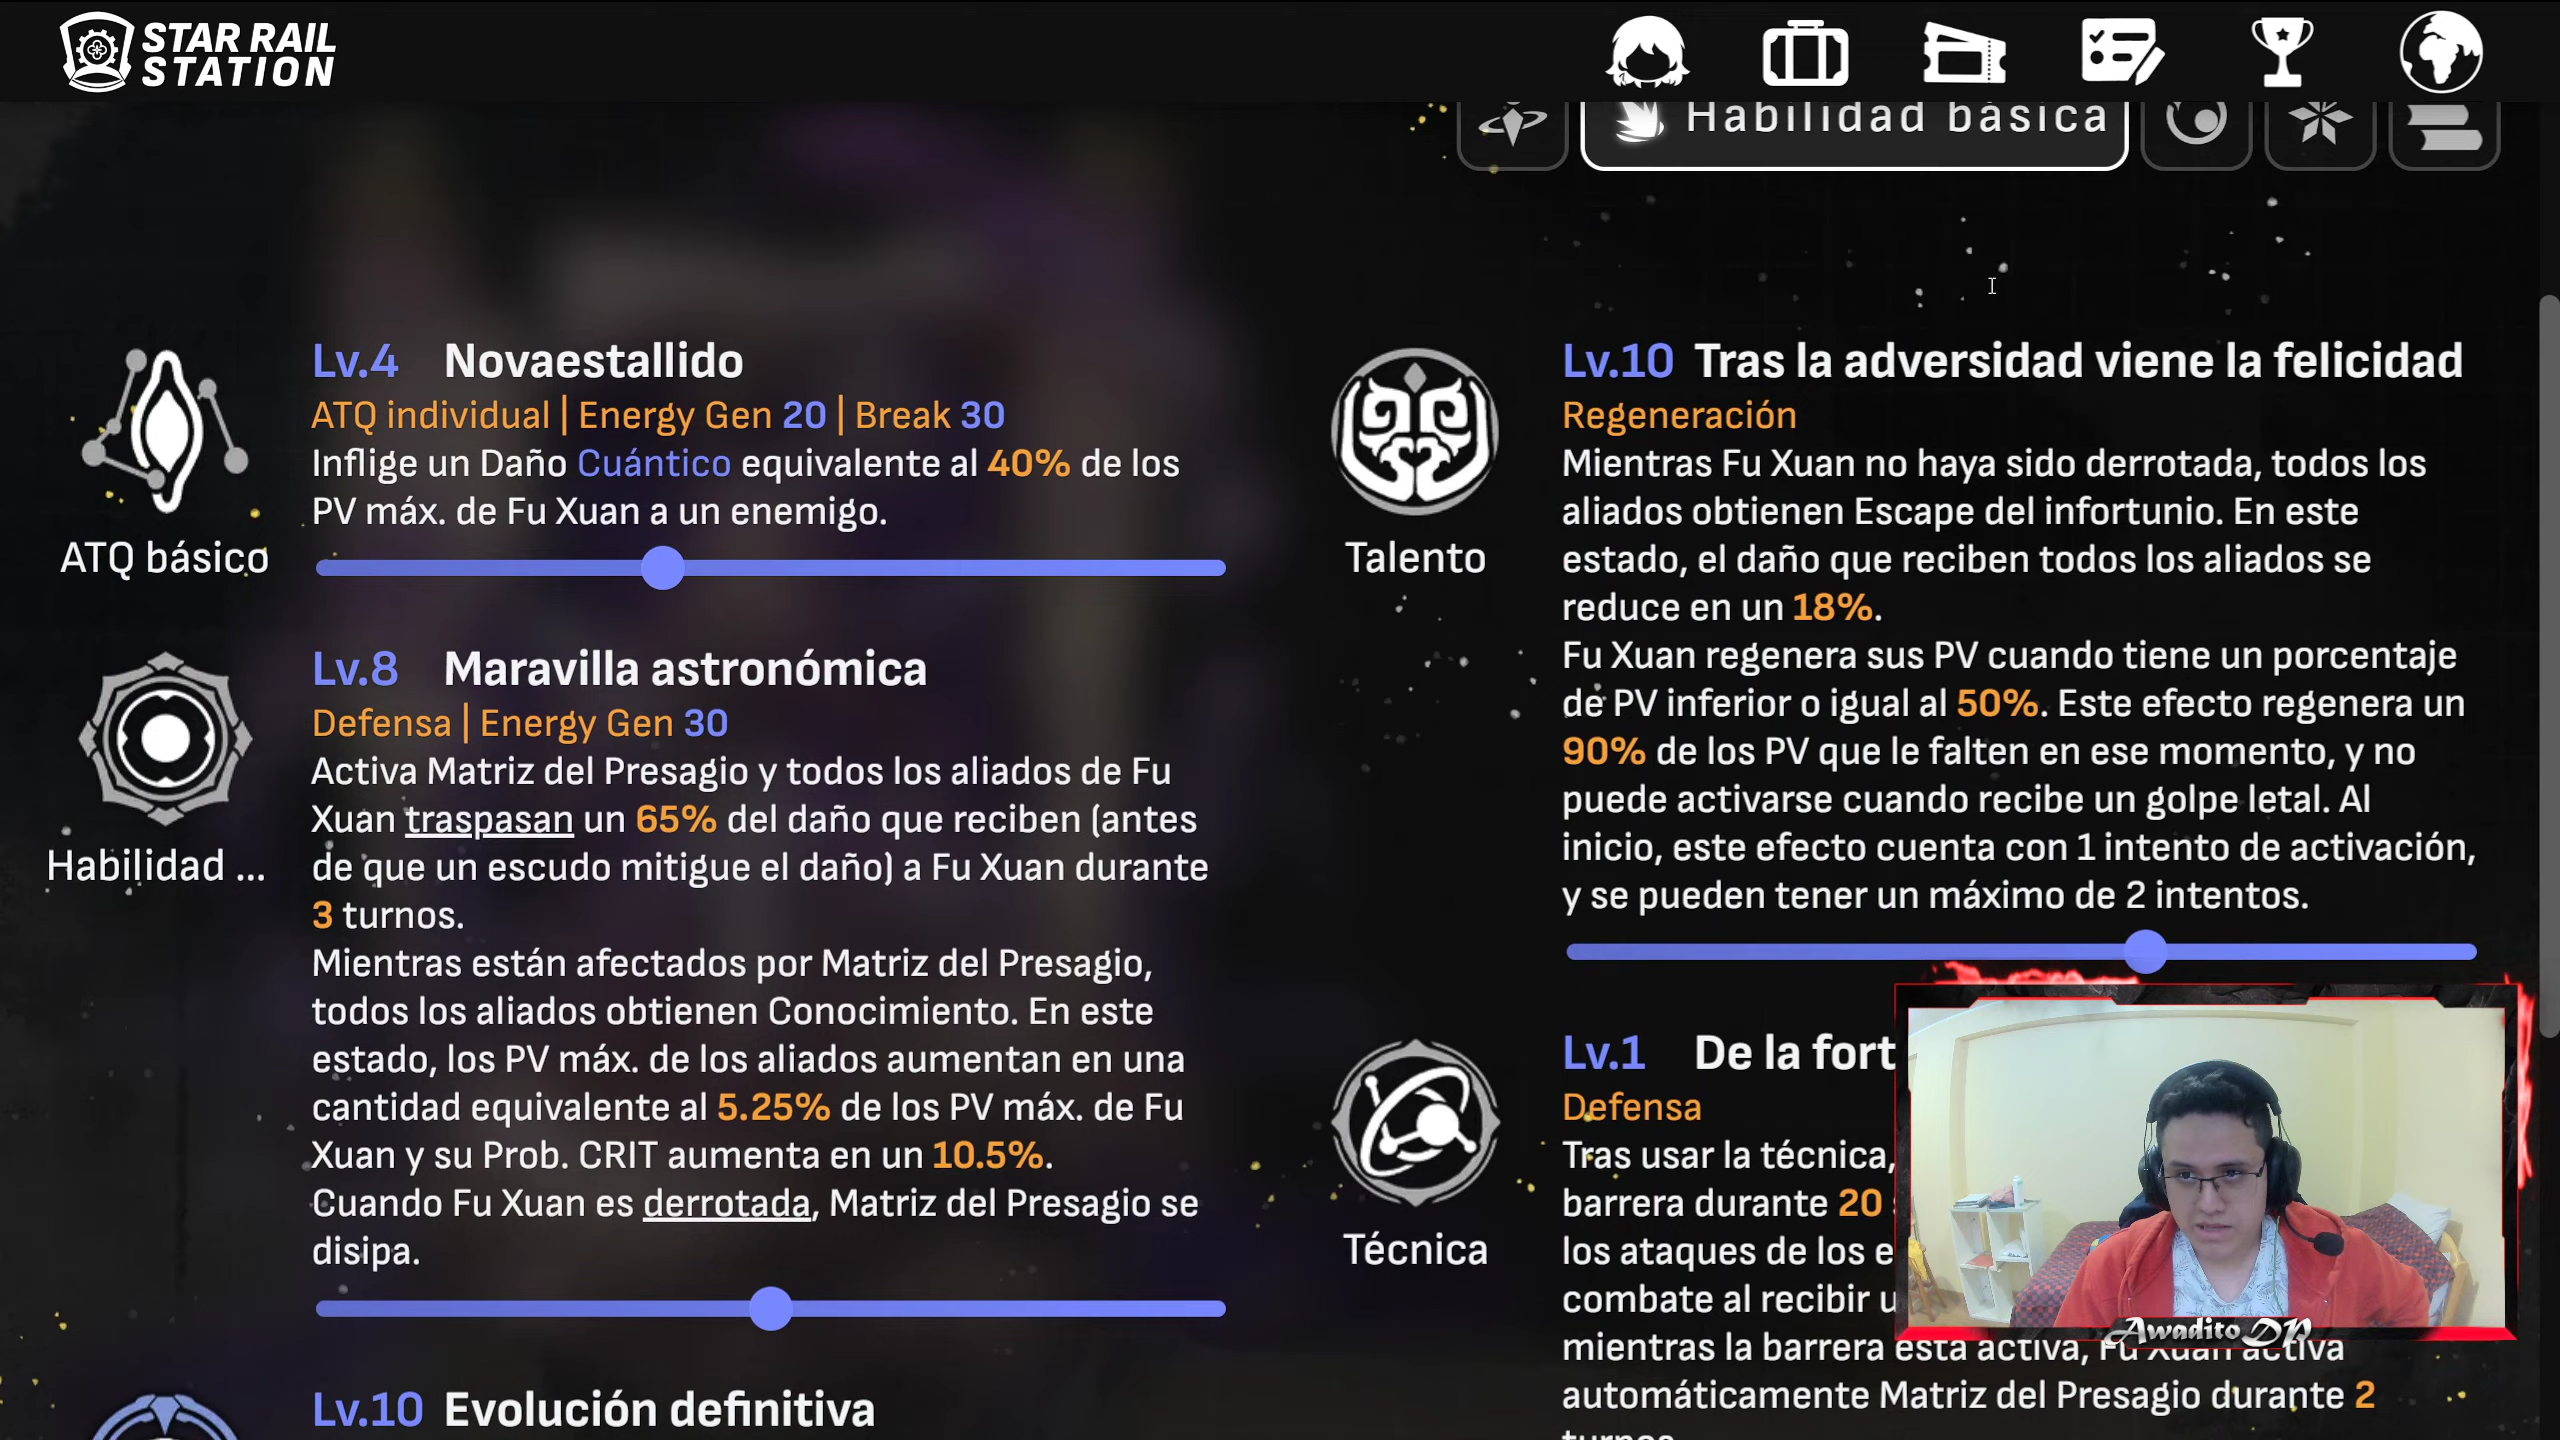 STAR RAIL
STATION
Habilidad básica
Lv.4 Novaestallido
ATQ individual | Energy Gen 20 | Break 30
Inflige un Daño Cuántico equivalente al 40% de los
PV máx. de Fu Xuan a un enemigo.
ATQ básico
Lv.8 Maravilla astronómica
Defensa | Energy Gen 30
Activa Matriz del Presagio y todos los aliados de Fu
Xuan traspasan un 65% del daño que reciben (antes
de que un escudo mitigue el daño) a Fu Xuan durante
3 turnos.
Mientras están afectados por Matriz del Presagio,
todos los aliados obtienen Conocimiento. En este
estado, los PV máx. de los aliados aumentan en una
cantidad equivalente al 5.25% de los PV máx. de Fu
Xuan y su Prob. CRIT aumenta en un 10.5%.
Cuando Fu Xuan es derrotada, Matriz del Presagio se
disipa.
Habilidad ...
Lv.10 Evolución definitiva
Lv.10 Tras la adversidad viene la felicidad
Regeneración
Mientras Fu Xuan no haya sido derrotada, todos los
aliados obtienen Escape del infortunio. En este
estado, el daño que reciben todos los aliados se
reduce en un 18%.
Fu Xuan regenera sus PV cuando tiene un porcentaje
de PV inferior o igual al 50%. Este efecto regenera un
90% de los PV que le falten en ese momento, y no
puede activarse cuando recibe un golpe letal. Al
inicio, este efecto cuenta con 1 intento de activación,
y se pueden tener un máximo de 2 intentos.
Talento
Lv.1 De la fort
Defensa
Tras usar la técnica,
barrera durante 20
los ataques de los e
combate al recibir u
mientras la barrera está activa, Fu Xuan activa
automáticamente Matriz del Presagio durante 2
turnos.
Técnica
Awadito DP